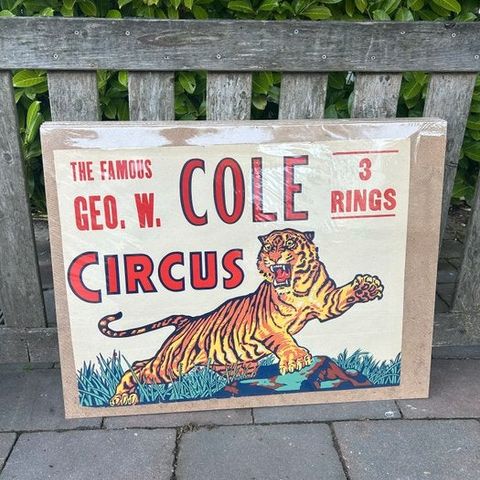 THE FAMOUS
GEO. W. COLE
3
RINGS
CIRCUS